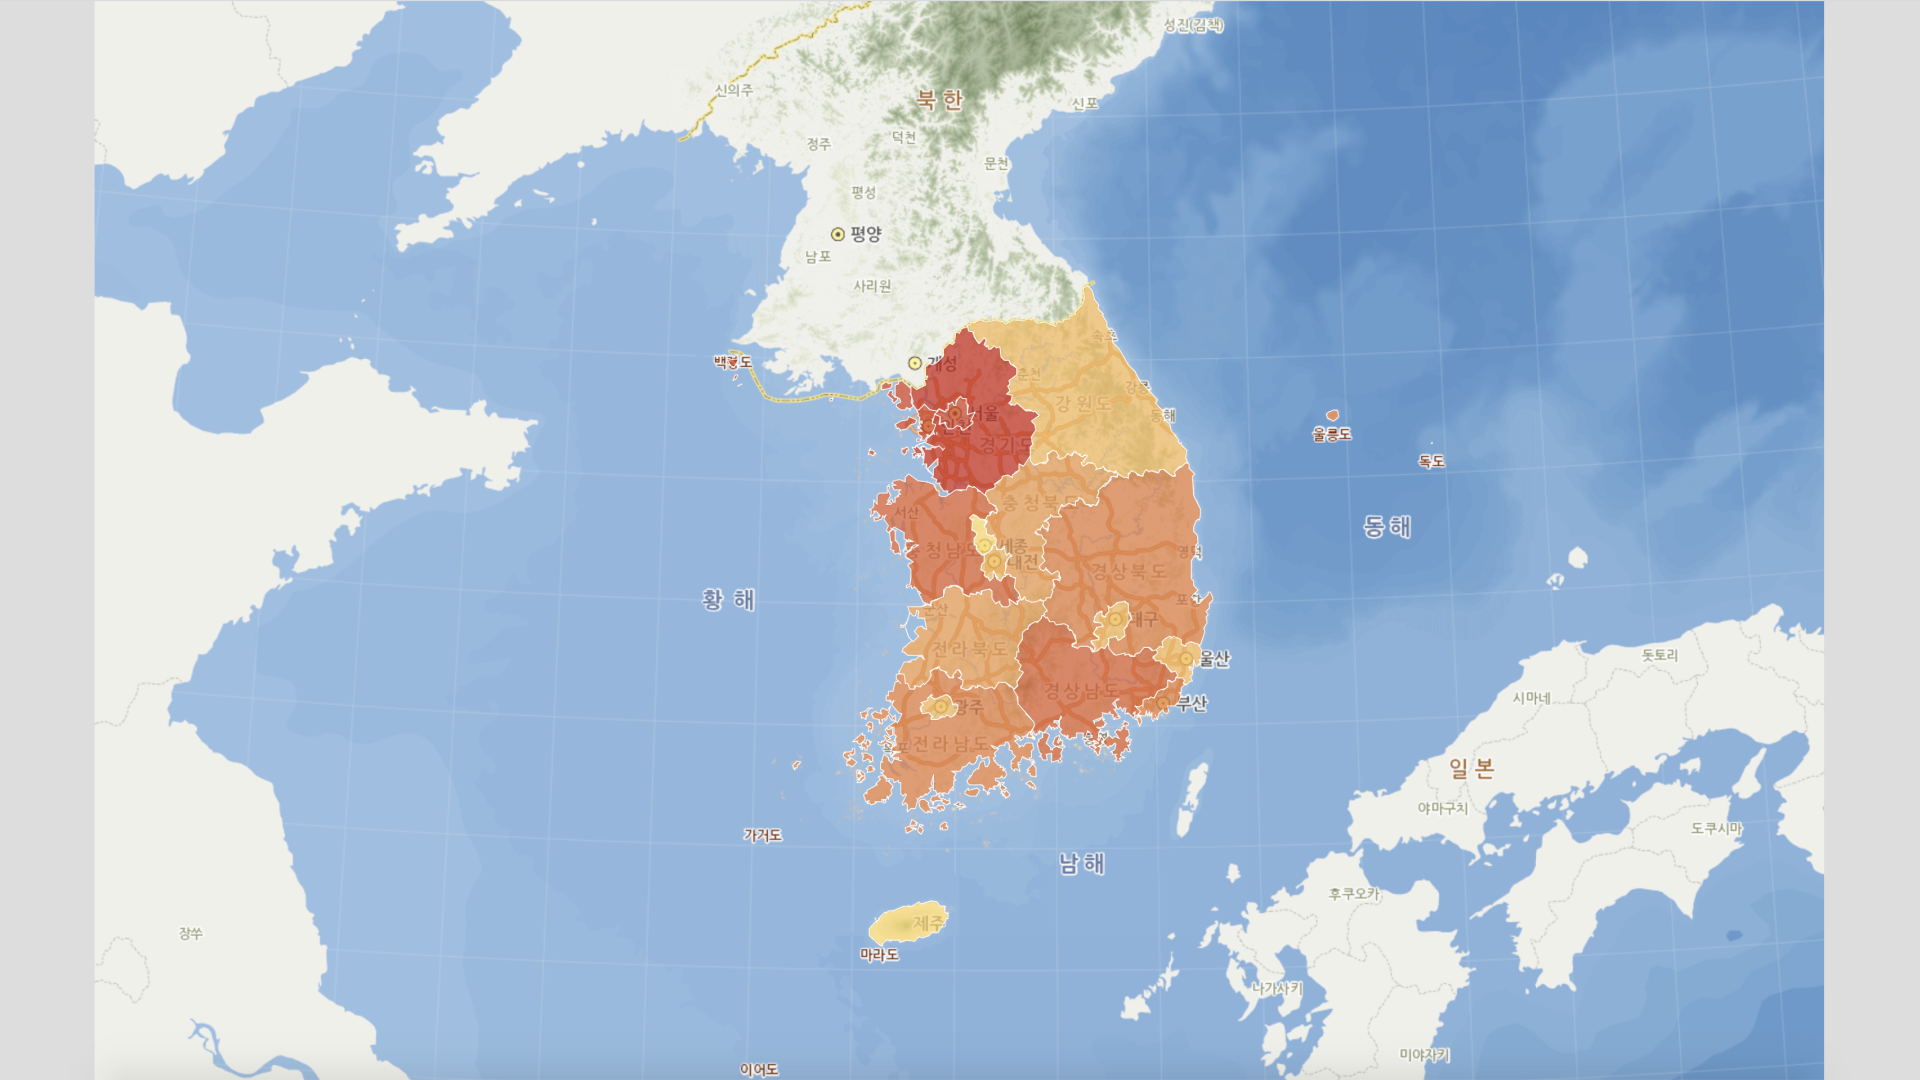 성진(김책)
신의주
북한
신포
정주
덕천
문천
평성
평양
남포
사리원
속초
백령도
개성
춘천
강릉
강원도
동해
서울
인천
울릉도
경기도
독도
충청북도
서산
동해
세종
충청남도
영덕
대전
경상북도
황해
포항
군산
대구
전라북도
울산
돗토리
경상남도
시마네
부산
광주
목포
전라남도
일본
야마구치
도쿠시마
가거도
남해
후쿠오카
제주
장쑤
마라도
나가사키
미야자키
이어도